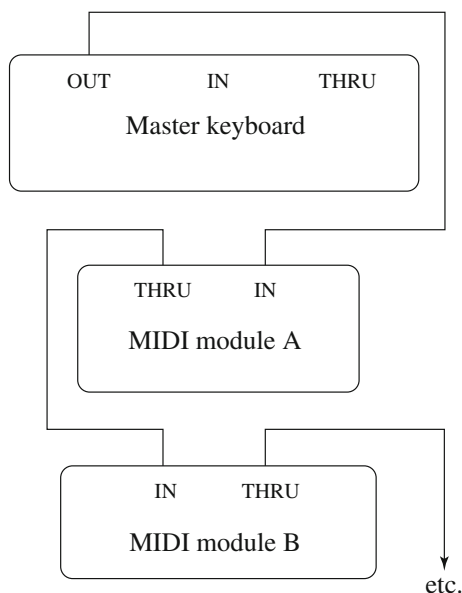 OUT IN THRU
Master keyboard
THRU IN
MIDI module A
IN THRU
MIDI module B
etc.